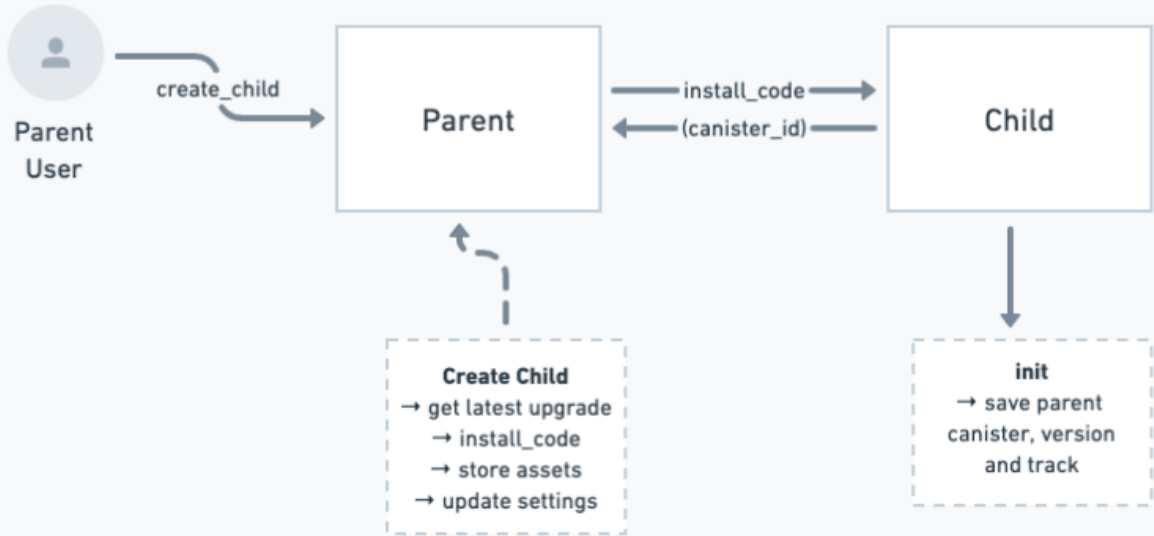 Parent
User
create_child
Parent
install_code
(canister_id)
Child
Create Child
→ get latest upgrade
→ install_code
→ store assets
→ update settings
init
→ save parent
canister, version
and track